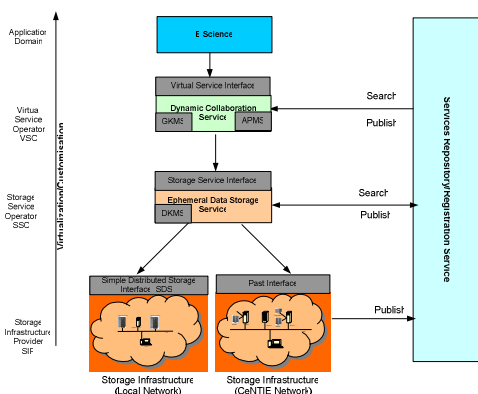 Application
Domain
E Science
Virtual Service Interface
Dynamic Collaboration
Service
GKMS
APMS
Search
Publish
Virtual
Service
Operator
VSC
Virtualization/Customisation
Services Repository/Registration Service
Storage Service Interface
Ephemeral Data Storage
Service
DKMS
Search
Publish
Storage
Service
Operator
SSC
Simple Distributed Storage
Interface SDS
Past Interface
Publish
Storage
Infrastructure
Provider
SIF
Storage Infrastructure
(Local Network)
Storage Infrastructure
(CeNTIE Network)